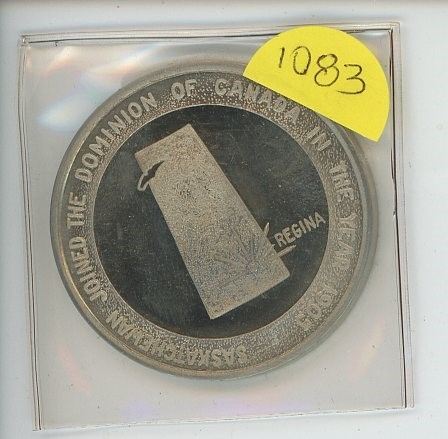 1083
SASKATCHEWAN JOINED THE DOMINION OF CANADA IN THE YEAR 1905
REGINA